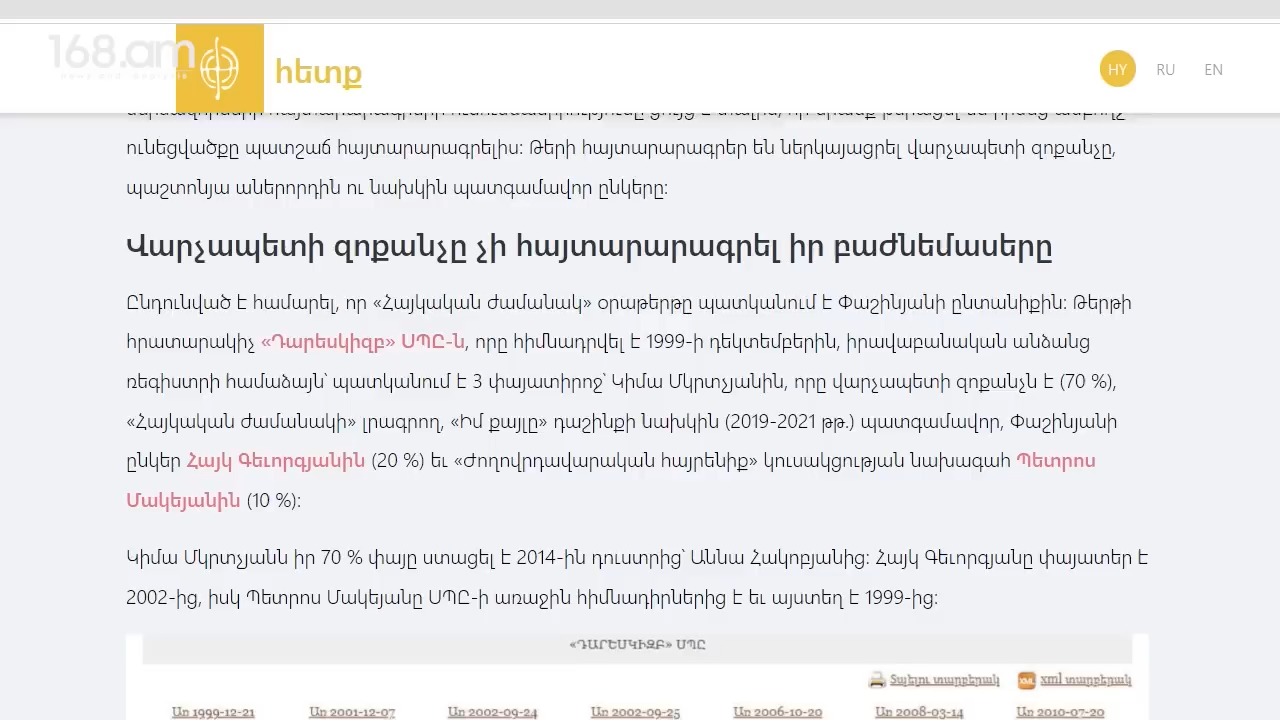 168.am
հետք
HY RU EN
ունեցվածքը պատշաճ հայտարարագրելիս: Թերի հայտարարագրեր են ներկայացրել վարչապետի զոքանչը,
պաշտոնյա աներորդին ու նախկին պատգամավոր ընկերը:
Վարչապետի զոքանչը չի հայտարարագրել իր բաժնեմասերը
Ընդունված է համարել, որ «Հայկական ժամանակ» օրաթերթը պատկանում է Փաշինյանի ընտանիքին: Թերթի
հրատարակիչ «Դարեսկիզբ» ՍՊԸ-ն, որը հիմնադրվել է 1999-ի դեկտեմբերին, իրավաբանական անձանց
ռեգիստրի համաձայն՝ պատկանում է 3 փայատիրոջ՝ Կիմա Մկրտչյանին, որը վարչապետի զոքանչն է (70 %),
«Հայկական ժամանակի» լրագրող, «Իմ քայլը» դաշինքի նախկին (2019-2021 թթ.) պատգամավոր, Փաշինյանի
ընկեր Հայկ Գեւորգյանին (20 %) եւ «Ժողովրդավարական հայրենիք» կուսակցության նախագահ Պետրոս
Մակեյանին (10 %):
Կիմա Մկրտչյանն իր 70 % փայը ստացել է 2014-ին դուստրից՝ Աննա Հակոբյանից: Հայկ Գեւորգյանը փայատեր է
2002-ից, իսկ Պետրոս Մակեյանը ՍՊԸ-ի առաջին հիմնադիրներից է եւ այստեղ է 1999-ից:
«ԴԱՐԵՍԿԻԶԲ» ՍՊԸ
Տպելու տարբերակ xml տարբերակ
Առ 1999-12-21 Առ 2001-12-07 Առ 2002-09-24 Առ 2002-09-25 Առ 2006-10-20 Առ 2008-03-14 Առ 2010-07-20